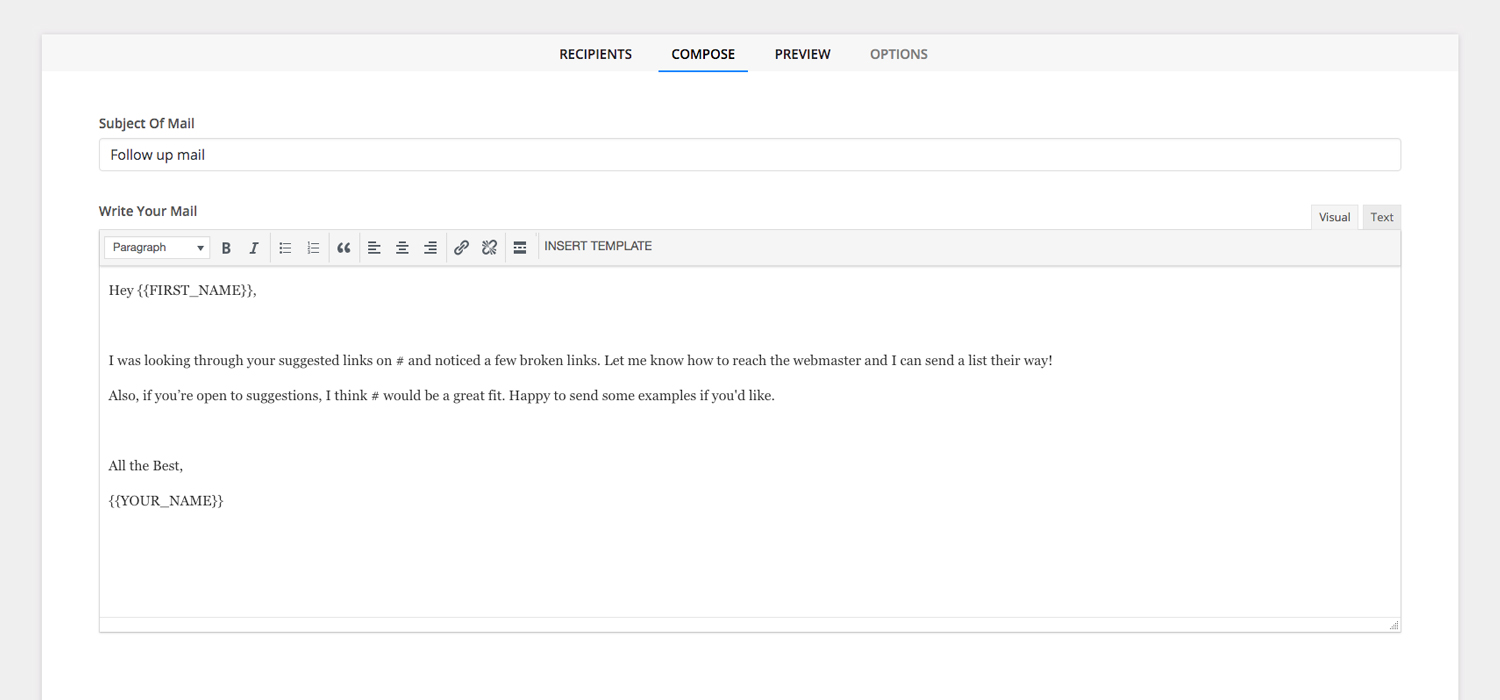 RECIPIENTS COMPOSE PREVIEW OPTIONS
Subject Of Mail
Follow up mail
Write Your Mail
Visual Text
Paragraph B I INSERT TEMPLATE
Hey {{FIRST_NAME}},
I was looking through your suggested links on # and noticed a few broken links. Let me know how to reach the webmaster and I can send a list their way!
Also, if you’re open to suggestions, I think # would be a great fit. Happy to send some examples if you'd like.
All the Best,
{{YOUR_NAME}}